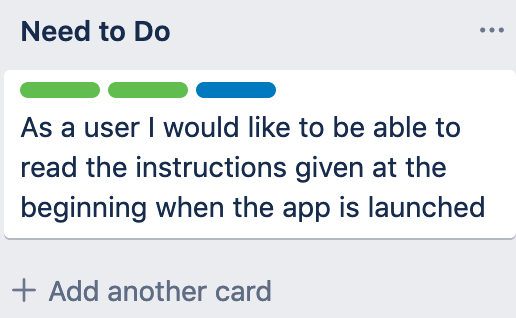 Need to Do
As a user I would like to be able to
read the instructions given at the
beginning when the app is launched
+ Add another card